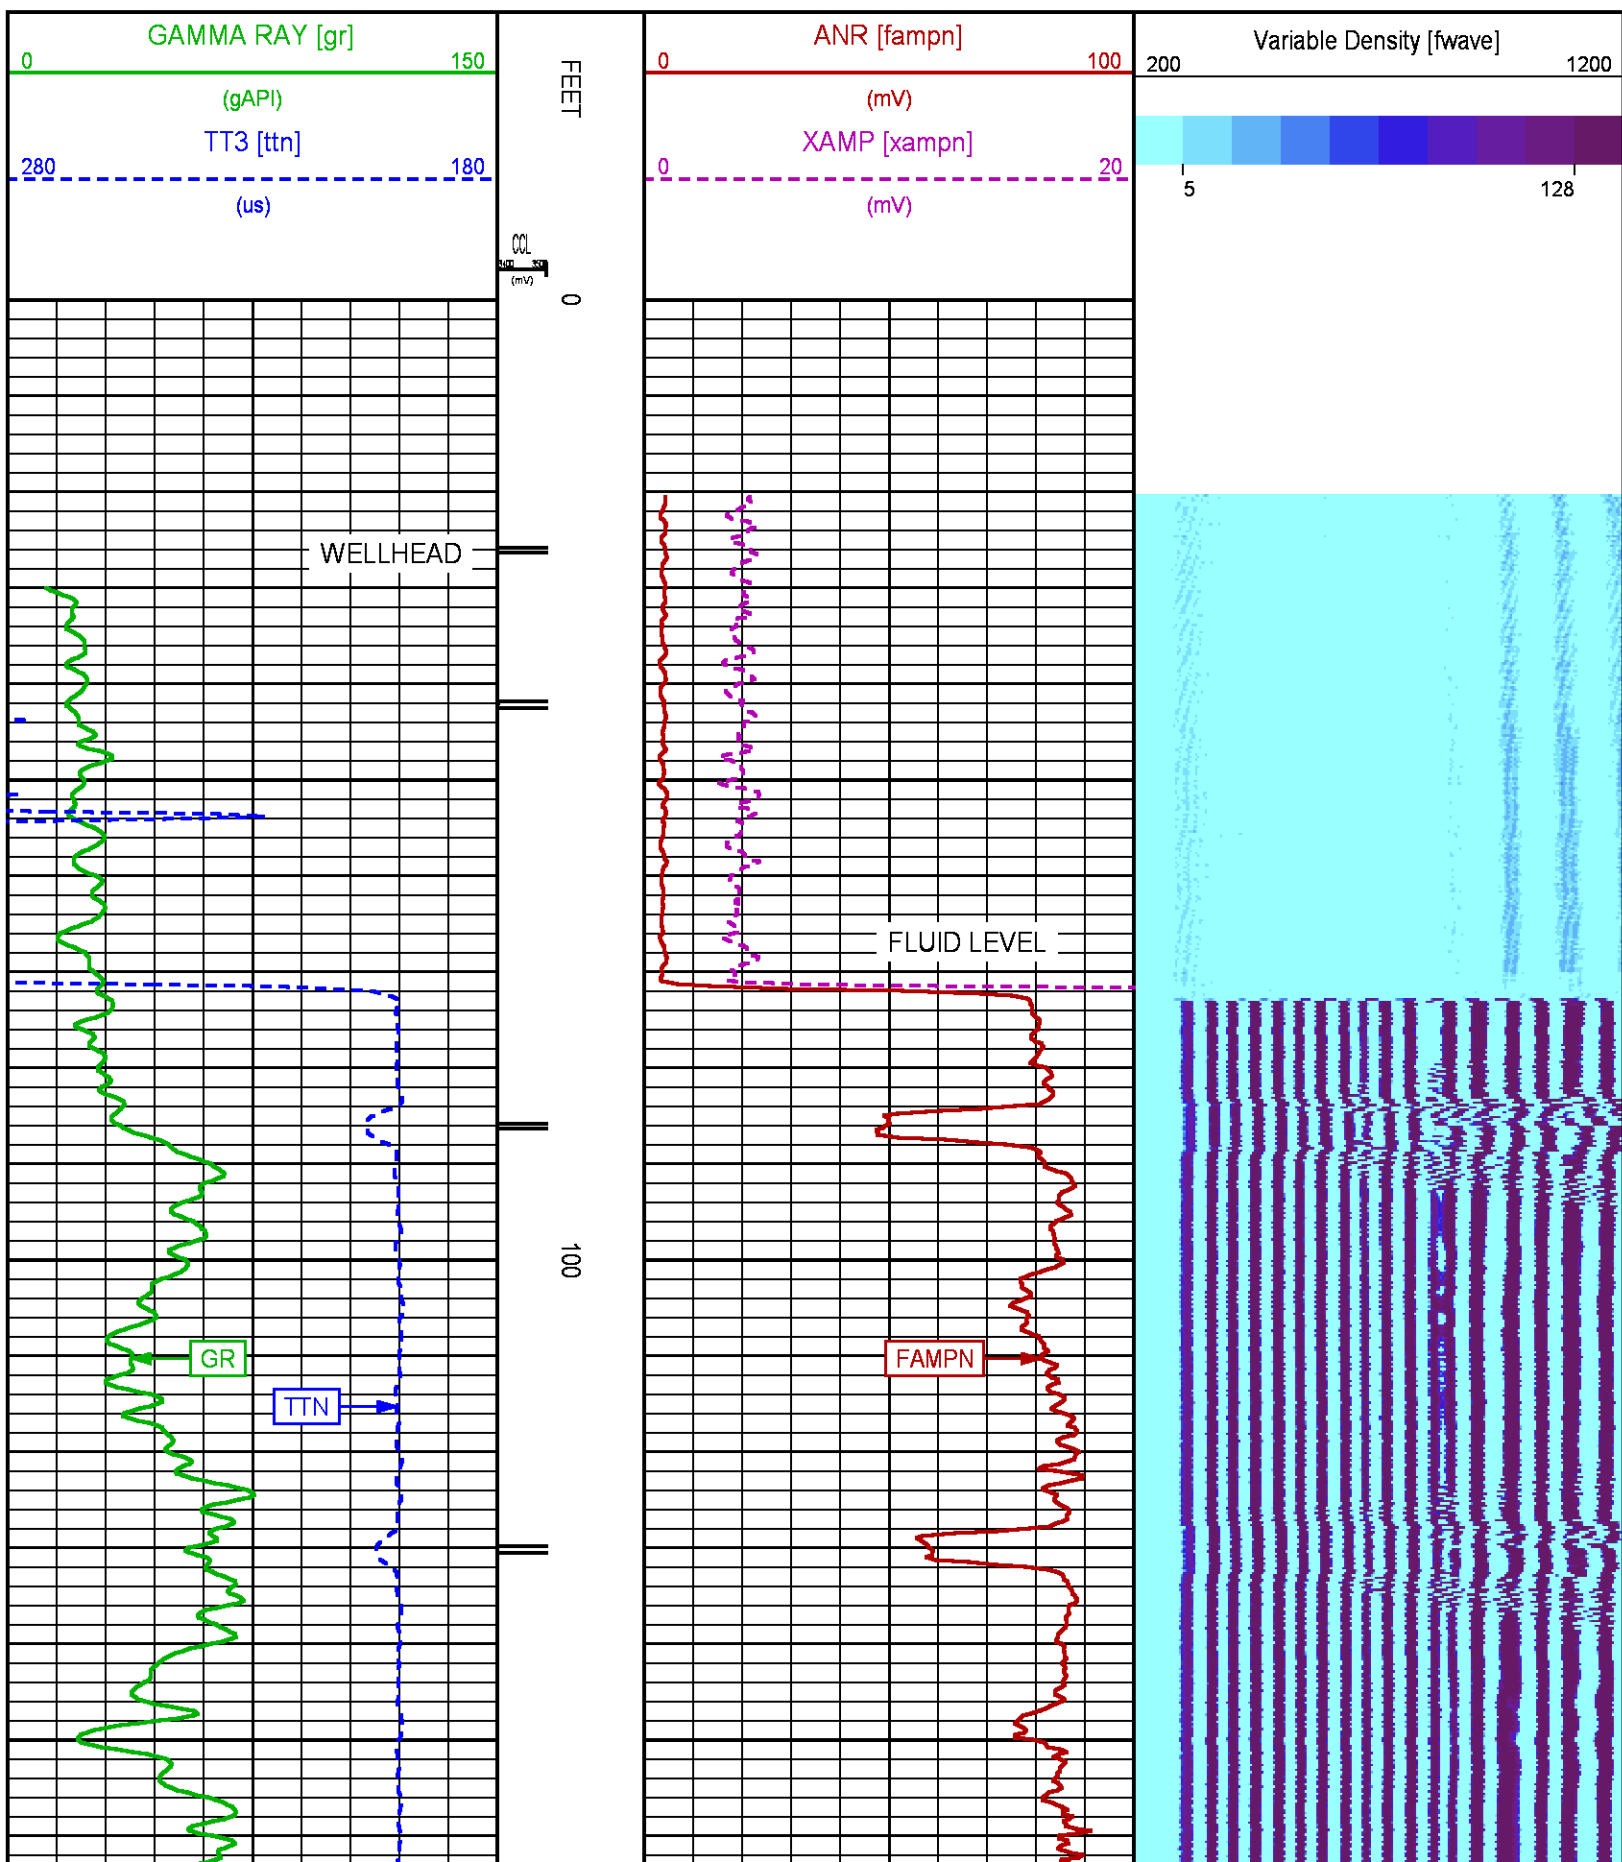 GAMMA RAY [gr]
0 150
(gAPI)
TT3 [ttn]
280 180
(us)
FEET
CCL
(mV)
0
ANR [fampn]
0 100
(mV)
XAMP [xampn]
0 20
(mV)
Variable Density [fwave]
200 1200
5 128
WELLHEAD
FLUID LEVEL
100
GR
FAMPN
TTN